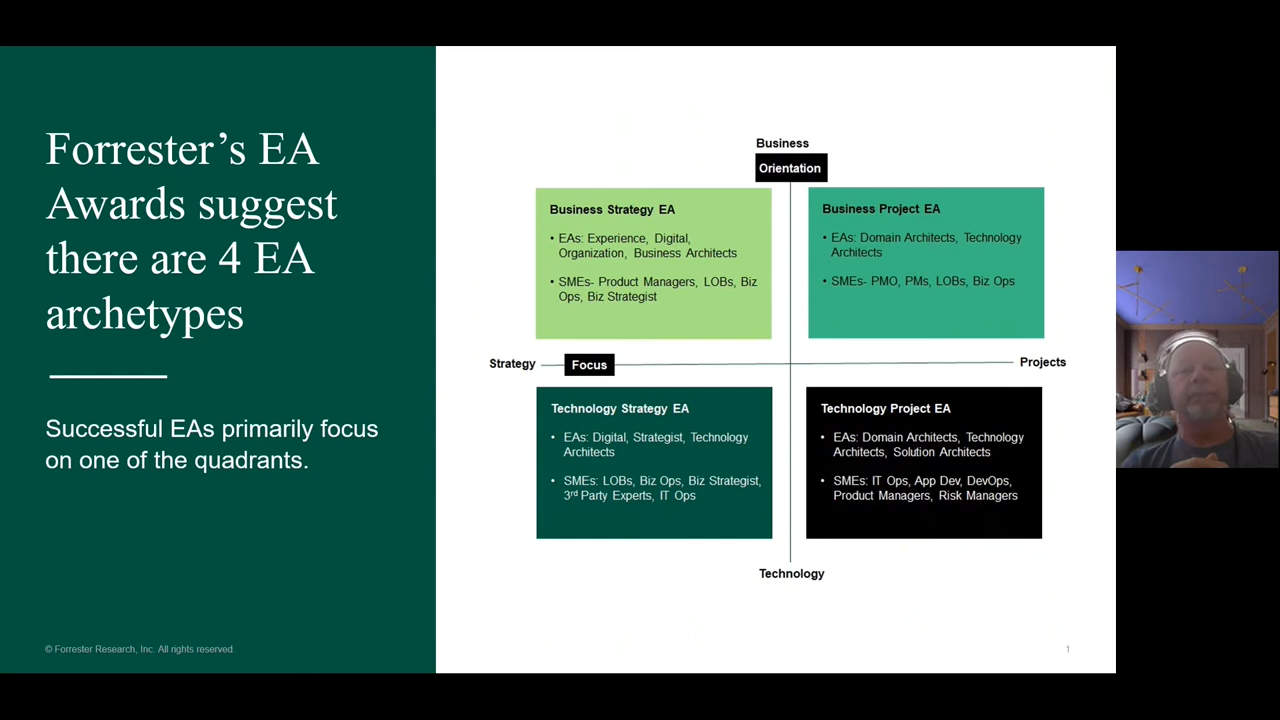 Forrester’s EA
Awards suggest
there are 4 EA
archetypes
Successful EAs primarily focus
on one of the quadrants.
© Forrester Research, Inc. All rights reserved.
Business
Orientation
Business Strategy EA
• EAs: Experience, Digital,
Organization, Business Architects
• SMEs- Product Managers, LOBs, Biz
Ops, Biz Strategist
Business Project EA
• EAs: Domain Architects, Technology
Architects
• SMEs- PMO, PMs, LOBs, Biz Ops
Strategy
Focus
Projects
Technology Strategy EA
• EAs: Digital, Strategist, Technology
Architects
• SMEs: LOBs, Biz Ops, Biz Strategist,
3rd Party Experts, IT Ops
Technology Project EA
• EAs: Domain Architects, Technology
Architects, Solution Architects
• SMEs: IT Ops, App Dev, DevOps,
Product Managers, Risk Managers
Technology
1